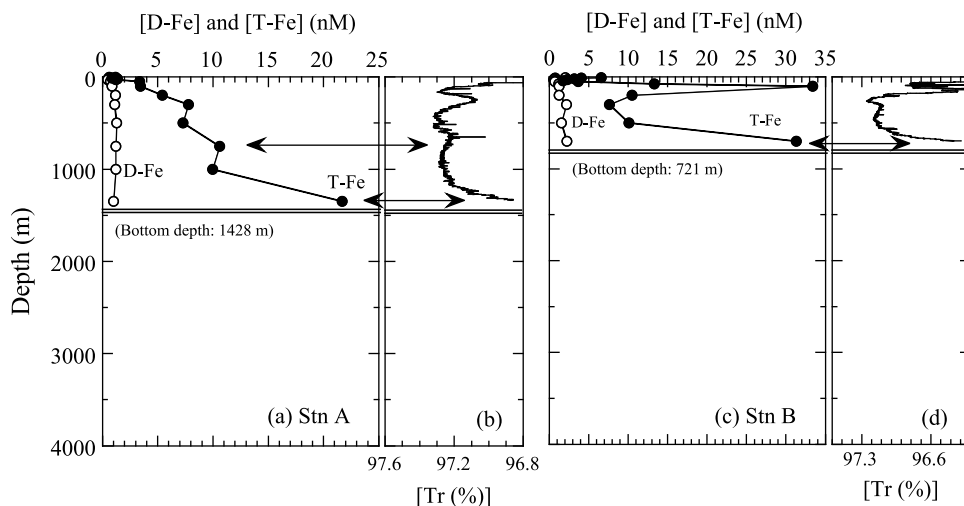 [D-Fe] and [T-Fe] (nM)
0 5 10 15 20 25
[D-Fe] and [T-Fe] (nM)
0 5 10 15 20 25 30 35
Depth (m)
0
1000
2000
3000
4000
D-Fe
T-Fe
(Bottom depth: 1428 m)
(a) Stn A
(b)
97.6 97.2 96.8
[Tr (%)]
D-Fe
T-Fe
(Bottom depth: 721 m)
(c) Stn B
(d)
97.3 96.6
[Tr (%)]